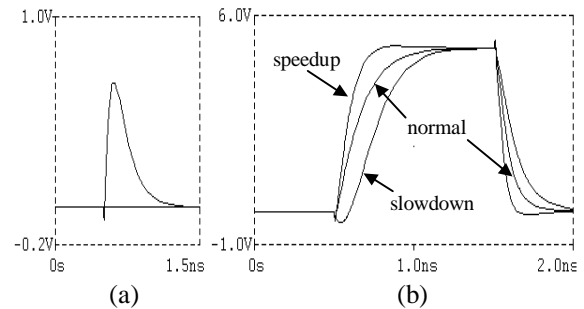 (a)
1.0V
-0.2V
0s 1.5ns
(b)
6.0V
speedup
normal
slowdown
-1.0V
0s 1.0ns 2.0ns
(a) (b)